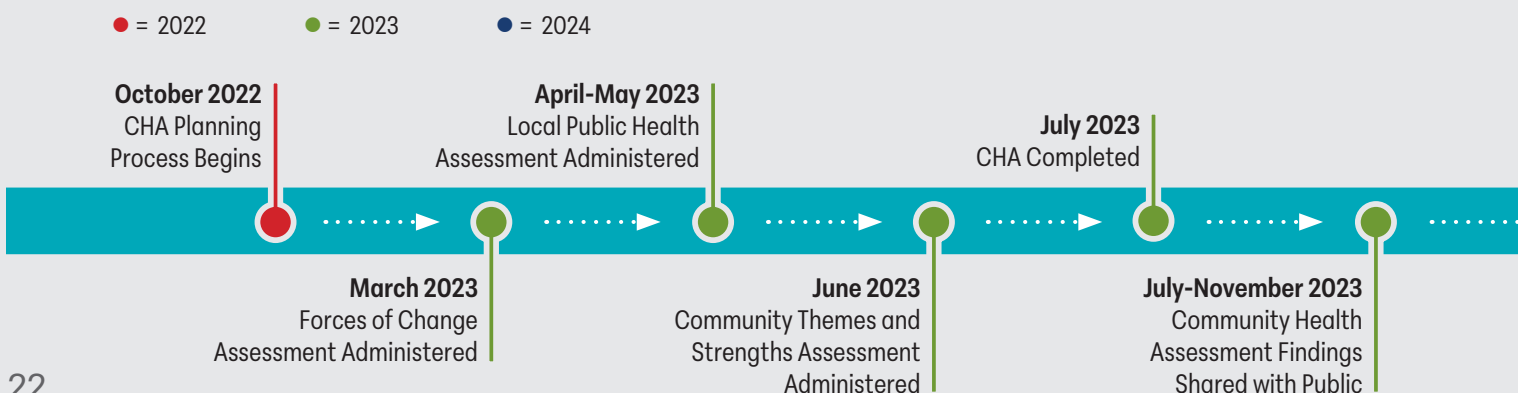 = 2022
= 2023
= 2024
October 2022
CHA Planning
Process Begins
March 2023
Forces of Change
Assessment Administered
April-May 2023
Local Public Health
Assessment Administered
June 2023
Community Themes and
Strengths Assessment
Administered
July 2023
CHA Completed
July-November 2023
Community Health
Assessment Findings
Shared with Public
22